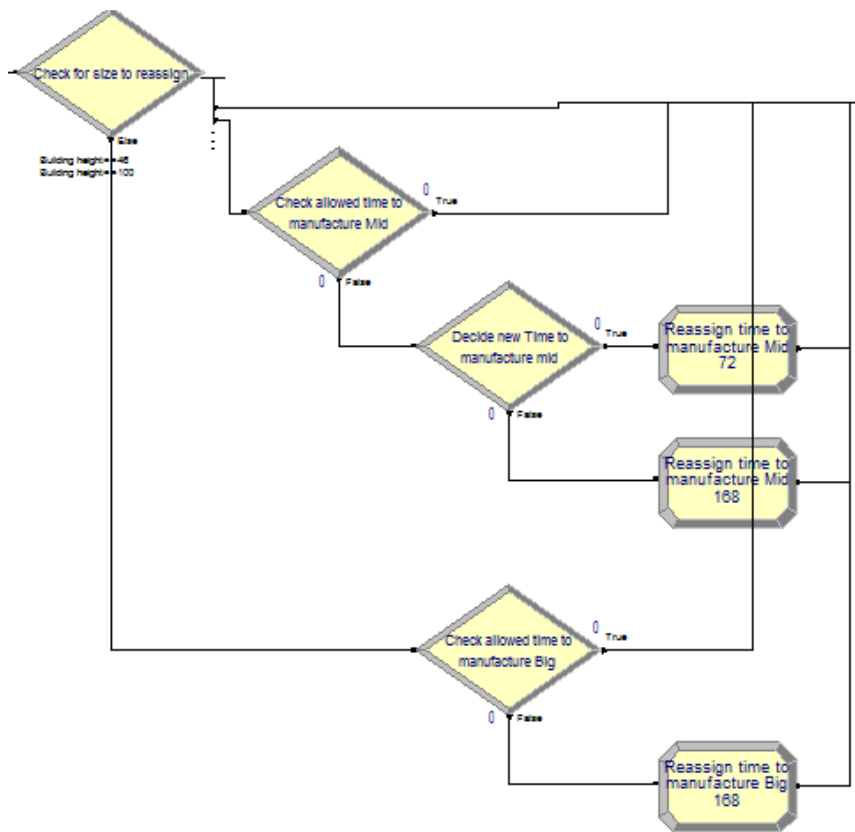 Check for size to reassign
Else
Building height == 46
Building height == 100
0
Check allowed time to
manufacture Mid
True
0
False
0
Decide new Time to
manufacture mid
True
Reassign time to
manufacture Mid
72
0
False
Reassign time to
manufacture Mid
168
0
Check allowed time to
manufacture Big
True
0
False
Reassign time to
manufacture Big
168